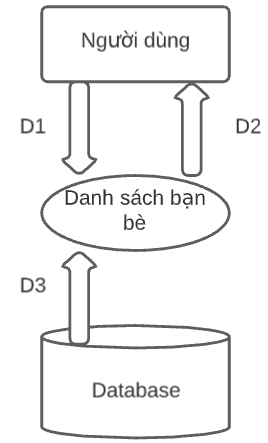 Người dùng
D1
D2
Danh sách bạn
bè
D3
Database